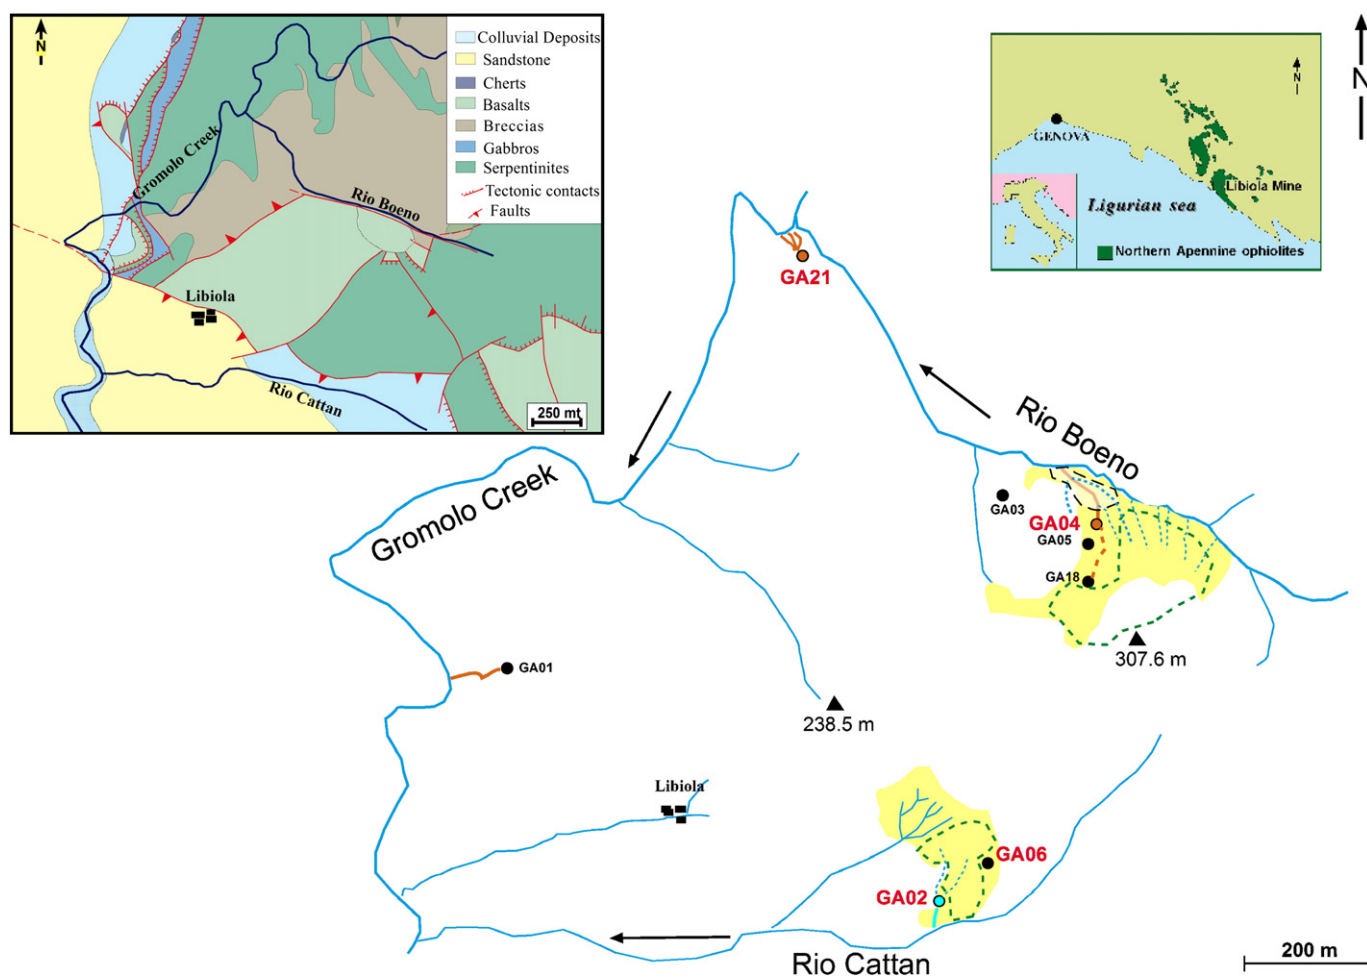 N
Colluvial Deposits
Sandstone
Cherts
Basalts
Breccias
Gabbros
Serpentinites
Tectonic contacts
Faults
Gromolo Creek
Rio Boeno
Libiola
Rio Cattan
250 mt
N
GENOVA
Libiola Mine
Ligurian sea
Northern Apennine ophiolites
N
GA21
Rio Boeno
Gromolo Creek
GA03
GA04
GA05
GA18
307.6 m
GA01
238.5 m
Libiola
GA06
GA02
Rio Cattan
200 m